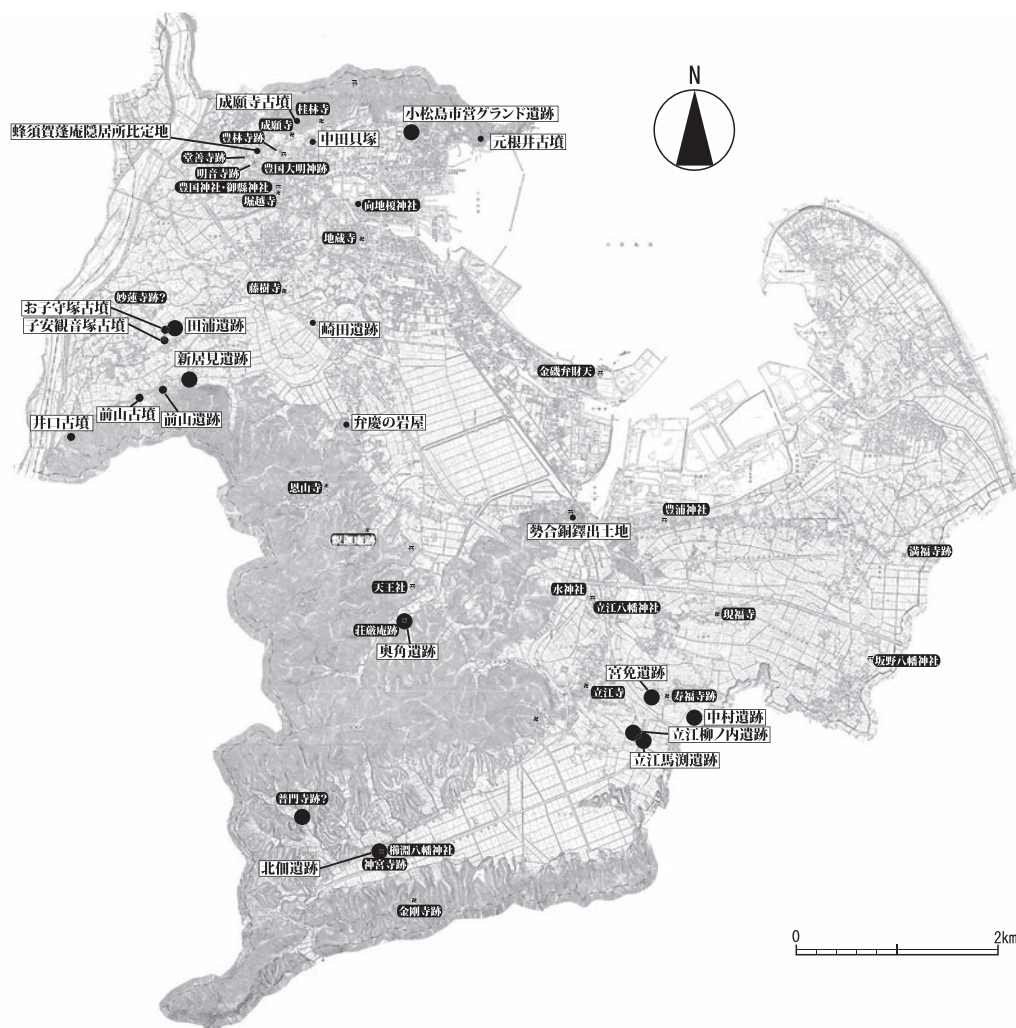 成願寺古墳
桂林寺
小松島市営グランド遺跡
N
蜂須賀蓬庵隠居所比定地
成願寺
豊林寺跡
中田貝塚
元根井古墳
堂善寺跡
明音寺跡
豊国大明神跡
豊国神社・御縣神社
堀越寺
向地榎神社
地蔵寺
妙蓮寺跡?
藤樹寺
お子守塚古墳
子安観音塚古墳
田浦遺跡
崎田遺跡
新居見遺跡
金磯弁財天
井口古墳
前山古墳
前山遺跡
弁慶の岩屋
恩山寺
勢合銅鐸出土地
豊浦神社
満福寺跡
天王社
水神社
立江八幡神社
現福寺
荘厳庵跡
奥角遺跡
坂野八幡神社
宮免遺跡
立江寺
寿福寺跡
中村遺跡
立江柳ノ内遺跡
立江馬渕遺跡
普門寺跡?
北佃遺跡
櫛淵八幡神社
神宮寺跡
金剛寺跡
0
2km